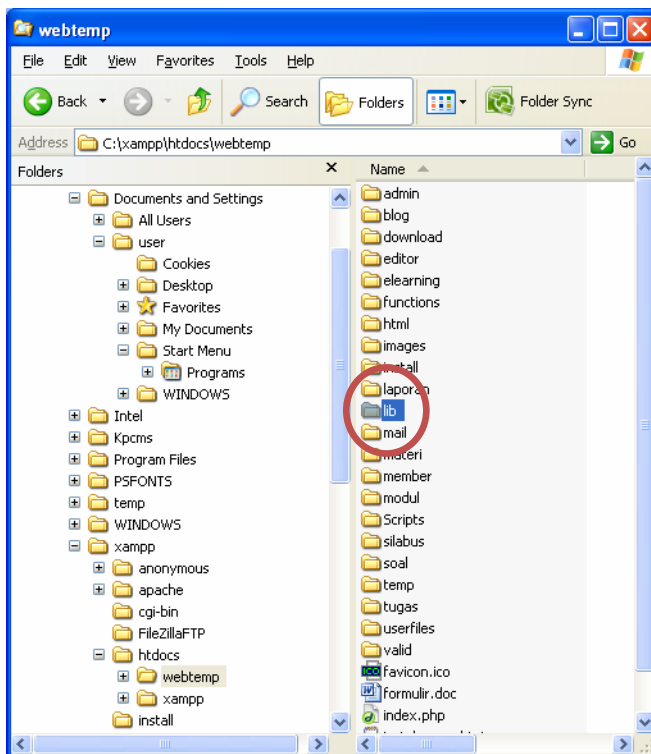 webtemp
File Edit View Favorites Tools Help
Back Search Folders Folder Sync
Address C:\xampp\htdocs\webtemp Go
Folders
Documents and Settings
All Users
user
Cookies
Desktop
Favorites
My Documents
Start Menu
Programs
WINDOWS
Intel
Kpcms
Program Files
PSFONTS
temp
WINDOWS
xampp
anonymous
apache
cgi-bin
FileZillaFTP
htdocs
webtemp
xampp
install
Name
admin
blog
download
editor
elearning
functions
html
images
install
laporan
lib
mail
materi
member
modul
Scripts
silabus
soal
temp
tugas
userfiles
valid
ICO
favicon.ico
formulir.doc
index.php